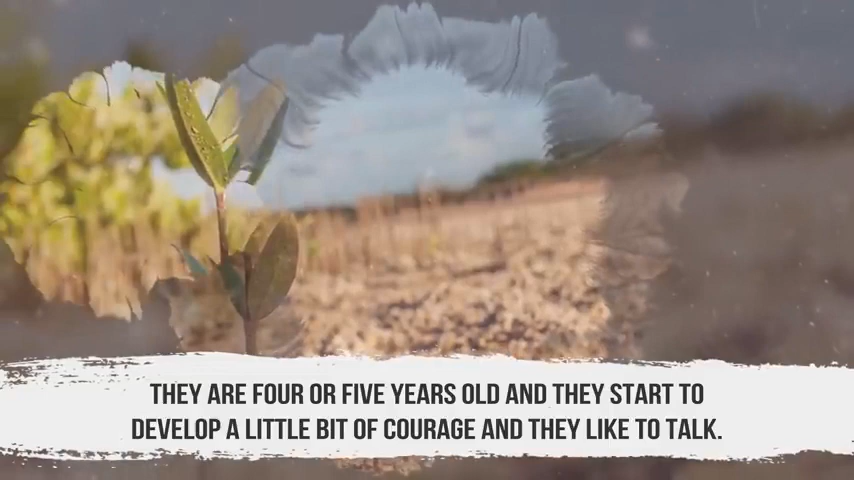 THEY ARE FOUR OR FIVE YEARS OLD AND THEY START TO
DEVELOP A LITTLE BIT OF COURAGE AND THEY LIKE TO TALK.